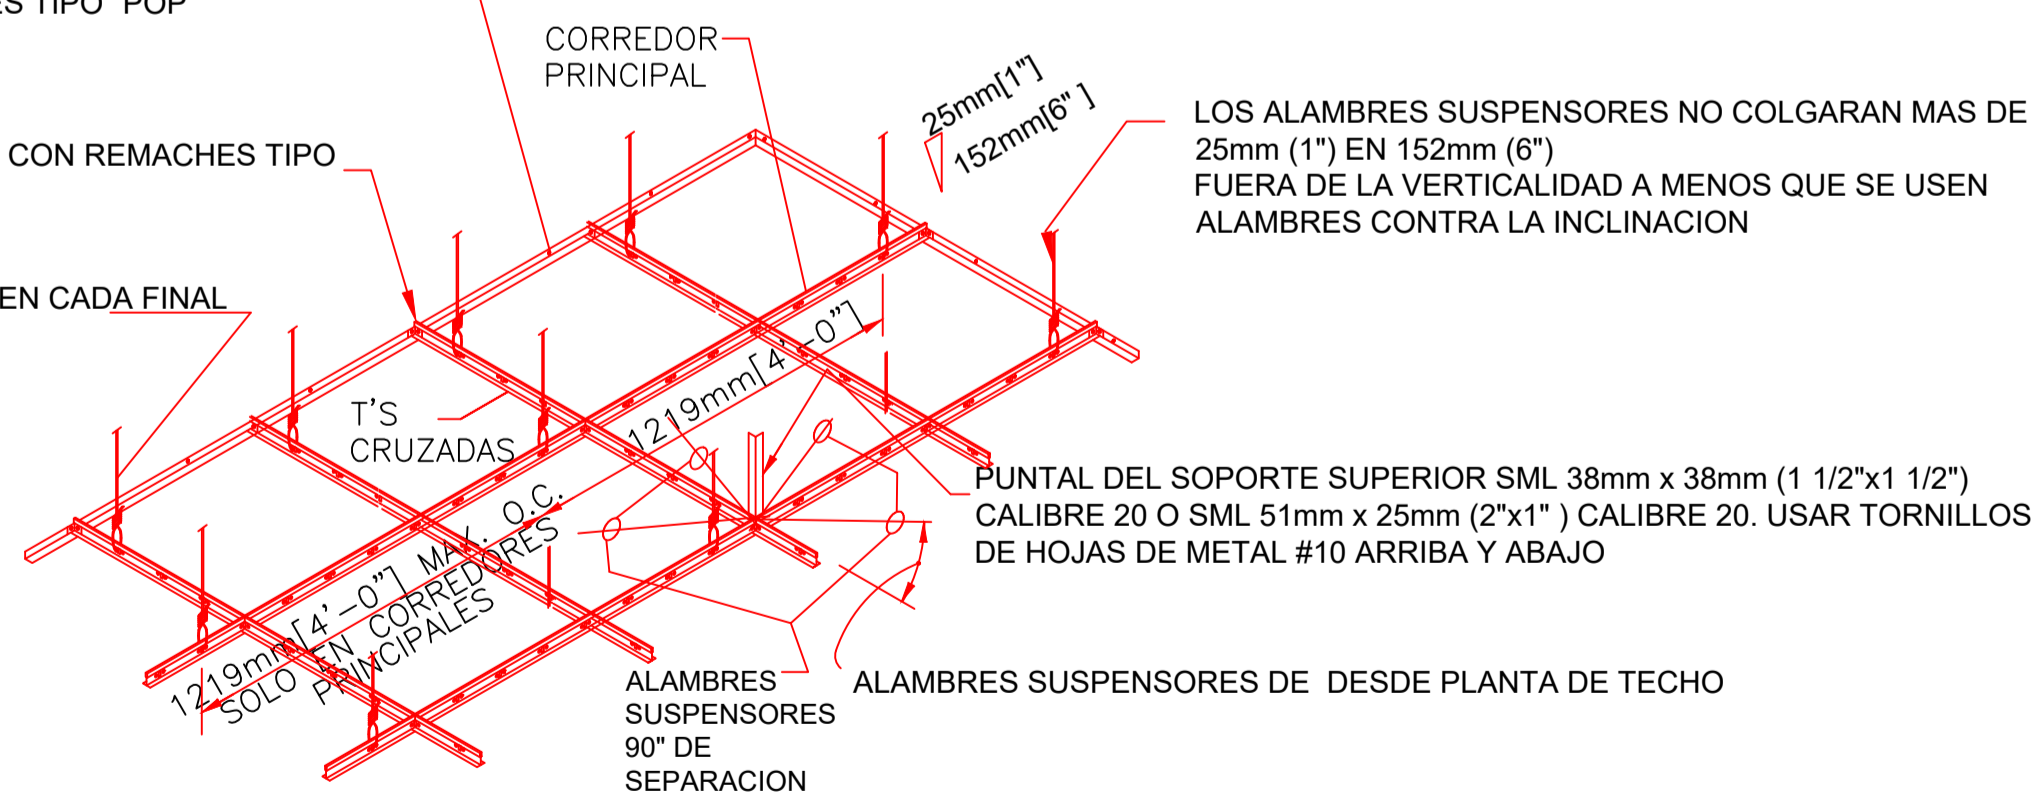 ES TIPO "POP"
CORREDOR
PRINCIPAL
25mm[1"]
152mm[6" ]
LOS ALAMBRES SUSPENSORES NO COLGARAN MAS DE
25mm (1") EN 152mm (6")
FUERA DE LA VERTICALIDAD A MENOS QUE SE USEN
ALAMBRES CONTRA LA INCLINACION
CON REMACHES TIPO
EN CADA FINAL
T'S
CRUZADAS
1219mm[4'-0"]
1219mm[4'-0"] MAX. O.C.
SOLO EN CORREDORES
PRINCIPALES
PUNTAL DEL SOPORTE SUPERIOR SML 38mm x 38mm (1 1/2"x1 1/2")
CALIBRE 20 O SML 51mm x 25mm (2"x1" ) CALIBRE 20. USAR TORNILLOS
DE HOJAS DE METAL #10 ARRIBA Y ABAJO
ALAMBRES
SUSPENSORES
90" DE
SEPARACION
ALAMBRES SUSPENSORES DE  DESDE PLANTA DE TECHO